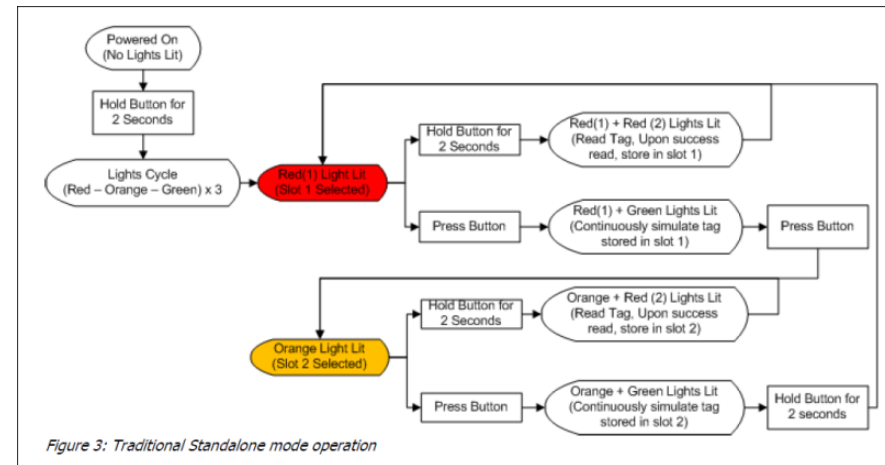 Powered On
(No Lights Lit)
Hold Button for
2 Seconds
Lights Cycle
(Red – Orange – Green) x 3
Red(1) Light Lit
(Slot 1 Selected)
Hold Button for
2 Seconds
Red(1) + Red (2) Lights Lit
(Read Tag, Upon success
read, store in slot 1)
Press Button
Red(1) + Green Lights Lit
(Continuously simulate tag
stored in slot 1)
Press Button
Orange Light Lit
(Slot 2 Selected)
Hold Button for
2 Seconds
Orange + Red (2) Lights Lit
(Read Tag, Upon success
read, store in slot 2)
Press Button
Orange + Green Lights Lit
(Continuously simulate tag
stored in slot 2)
Hold Button for
2 seconds
Figure 3: Traditional Standalone mode operation